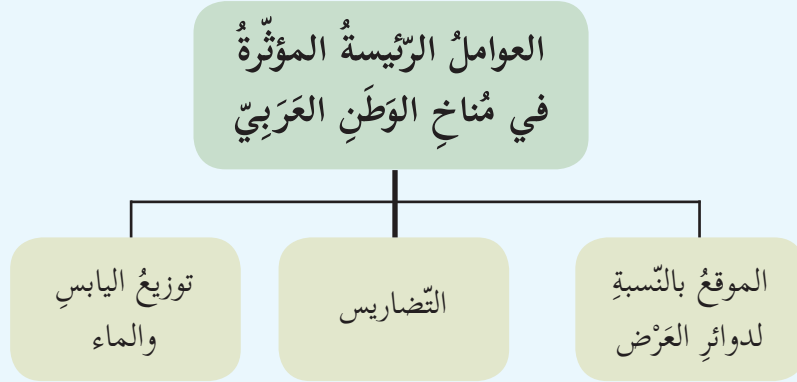 العواملُ الرّئيسةُ المؤثّرةُ
في مُناخِ الوَطَنِ العَرَبِيّ
الموقعُ بالنّسبةِ
لدوائرِ العَرْض
التّضاريس
توزيعُ اليابسِ
والماء